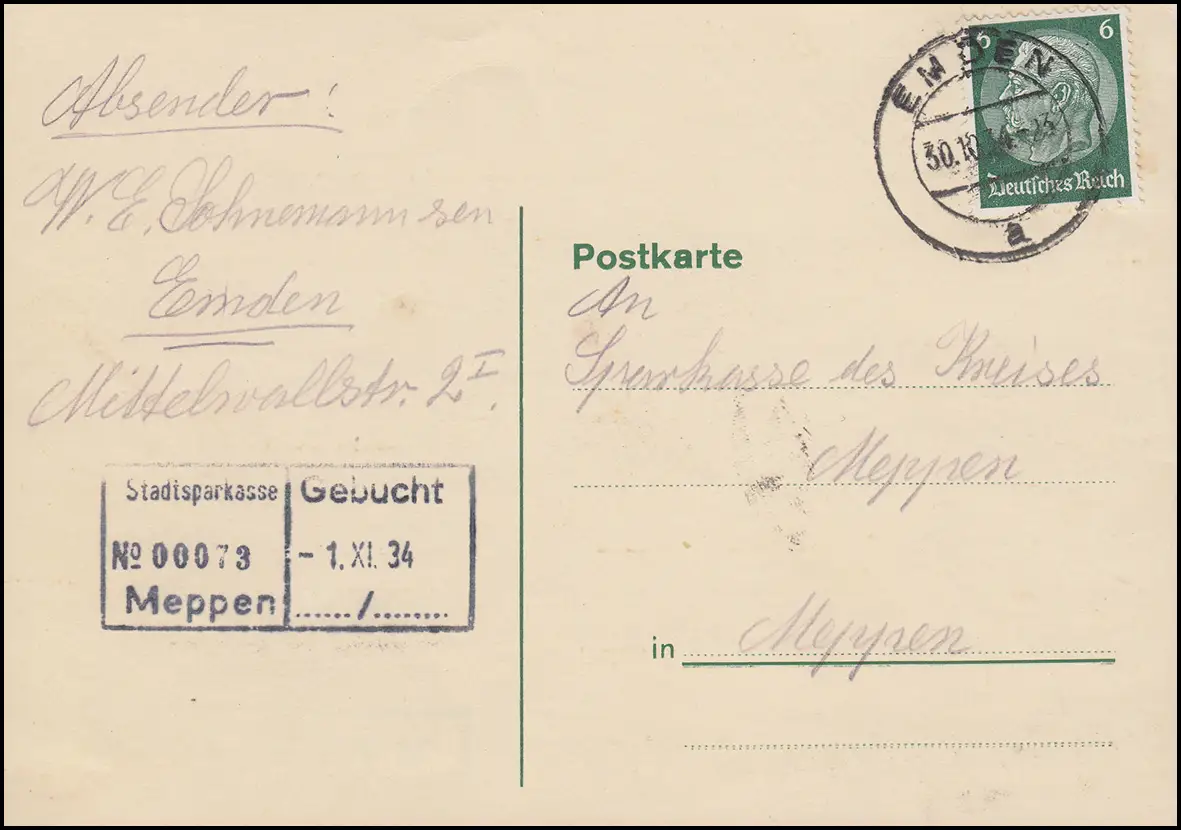 Absender:
W. E. Sohnemann sen
Emden
Mittelwallstr. 2 I.
Stadtsparkasse
No 00073
Meppen
Gebucht
- 1. XI. 34
....../........
6 6
Deutsches Reich
EMDEN
30.10.34
a
Postkarte
An
Sparkasse des Kreises
Meppen
in Meppen